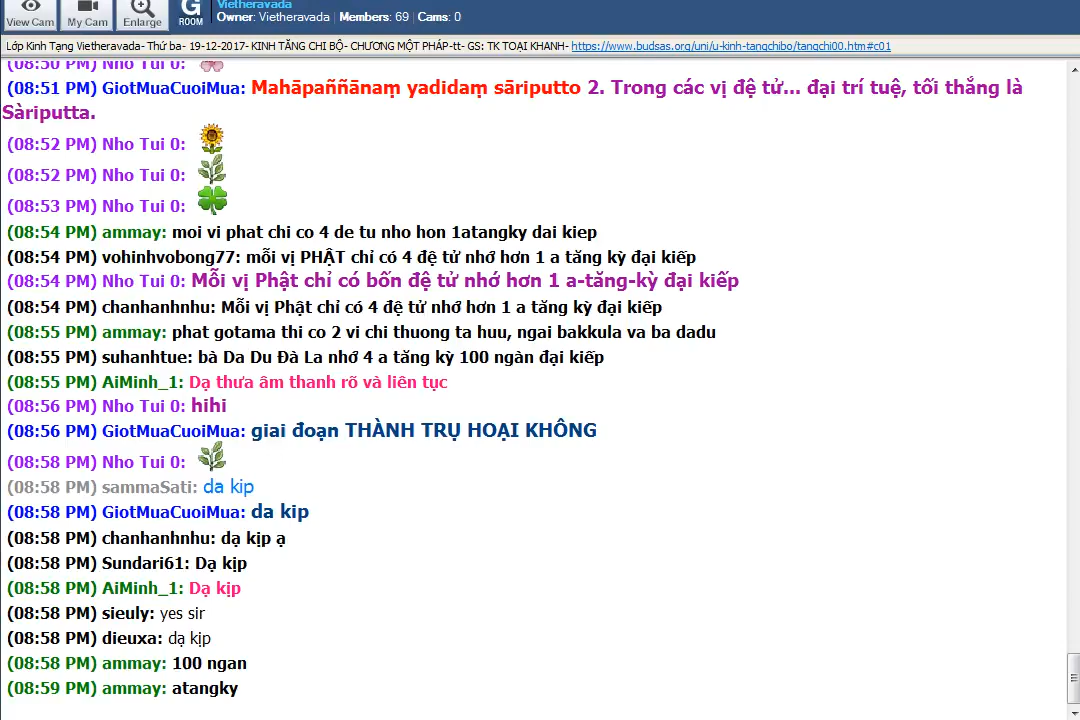 Vietheravada
View Cam My Cam Enlarge G ROOM Owner: Vietheravada | Members: 69 | Cams: 0
Lớp Kinh Tạng Vietheravada- Thứ ba- 19-12-2017- KINH TĂNG CHI BỘ- CHƯƠNG MỘT PHÁP-tt- GS: TK TOẠI KHANH- https://www.budsas.org/uni/u-kinh-tangchibo/tangchi00.htm#c01
(08:50 PM) Nho Tui 0:
(08:51 PM) GiotMuaCuoiMua: Mahāpaññānaṃ yadidaṃ sāriputto 2. Trong các vị đệ tử... đại trí tuệ, tối thắng là
Sàriputta.
(08:52 PM) Nho Tui 0:
(08:52 PM) Nho Tui 0:
(08:53 PM) Nho Tui 0:
(08:54 PM) ammay: moi vi phat chi co 4 de tu nho hon 1atangky dai kiep
(08:54 PM) vohinhvobong77: mỗi vị PHẬT chỉ có 4 đệ tử nhớ hơn 1 a tăng kỳ đại kiếp
(08:54 PM) Nho Tui 0: Mỗi vị Phật chỉ có bốn đệ tử nhớ hơn 1 a-tăng-kỳ đại kiếp
(08:54 PM) chanhanhnhu: Mỗi vị Phật chỉ có 4 đệ tử nhớ hơn 1 a tăng kỳ đại kiếp
(08:55 PM) ammay: phat gotama thi co 2 vi chi thuong ta huu, ngai bakkula va ba dadu
(08:55 PM) suhanhtue: bà Da Du Đà La nhớ 4 a tăng kỳ 100 ngàn đại kiếp
(08:55 PM) AiMinh_1: Dạ thưa âm thanh rõ và liên tục
(08:56 PM) Nho Tui 0: hihi
(08:56 PM) GiotMuaCuoiMua: giai đoạn THÀNH TRỤ HOẠI KHÔNG
(08:58 PM) Nho Tui 0:
(08:58 PM) sammaSati: da kip
(08:58 PM) GiotMuaCuoiMua: da kip
(08:58 PM) chanhanhnhu: dạ kịp ạ
(08:58 PM) Sundari61: Dạ kịp
(08:58 PM) AiMinh_1: Dạ kịp
(08:58 PM) sieuly: yes sir
(08:58 PM) dieuxa: dạ kịp
(08:58 PM) ammay: 100 ngan
(08:59 PM) ammay: atangky